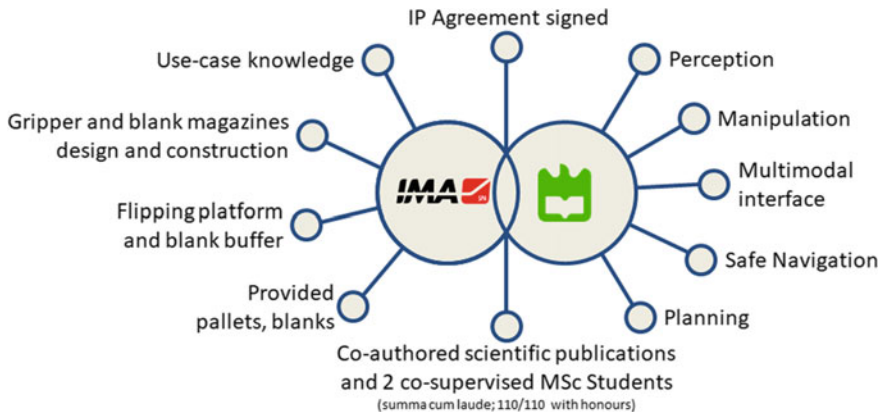 IP Agreement signed
Use-case knowledge
Perception
Gripper and blank magazines
design and construction
Manipulation
IMA
SPA
Multimodal
interface
Flipping platform
and blank buffer
Safe Navigation
Provided
pallets, blanks
Planning
Co-authored scientific publications
and 2 co-supervised MSc Students
(summa cum laude; 110/110 with honours)